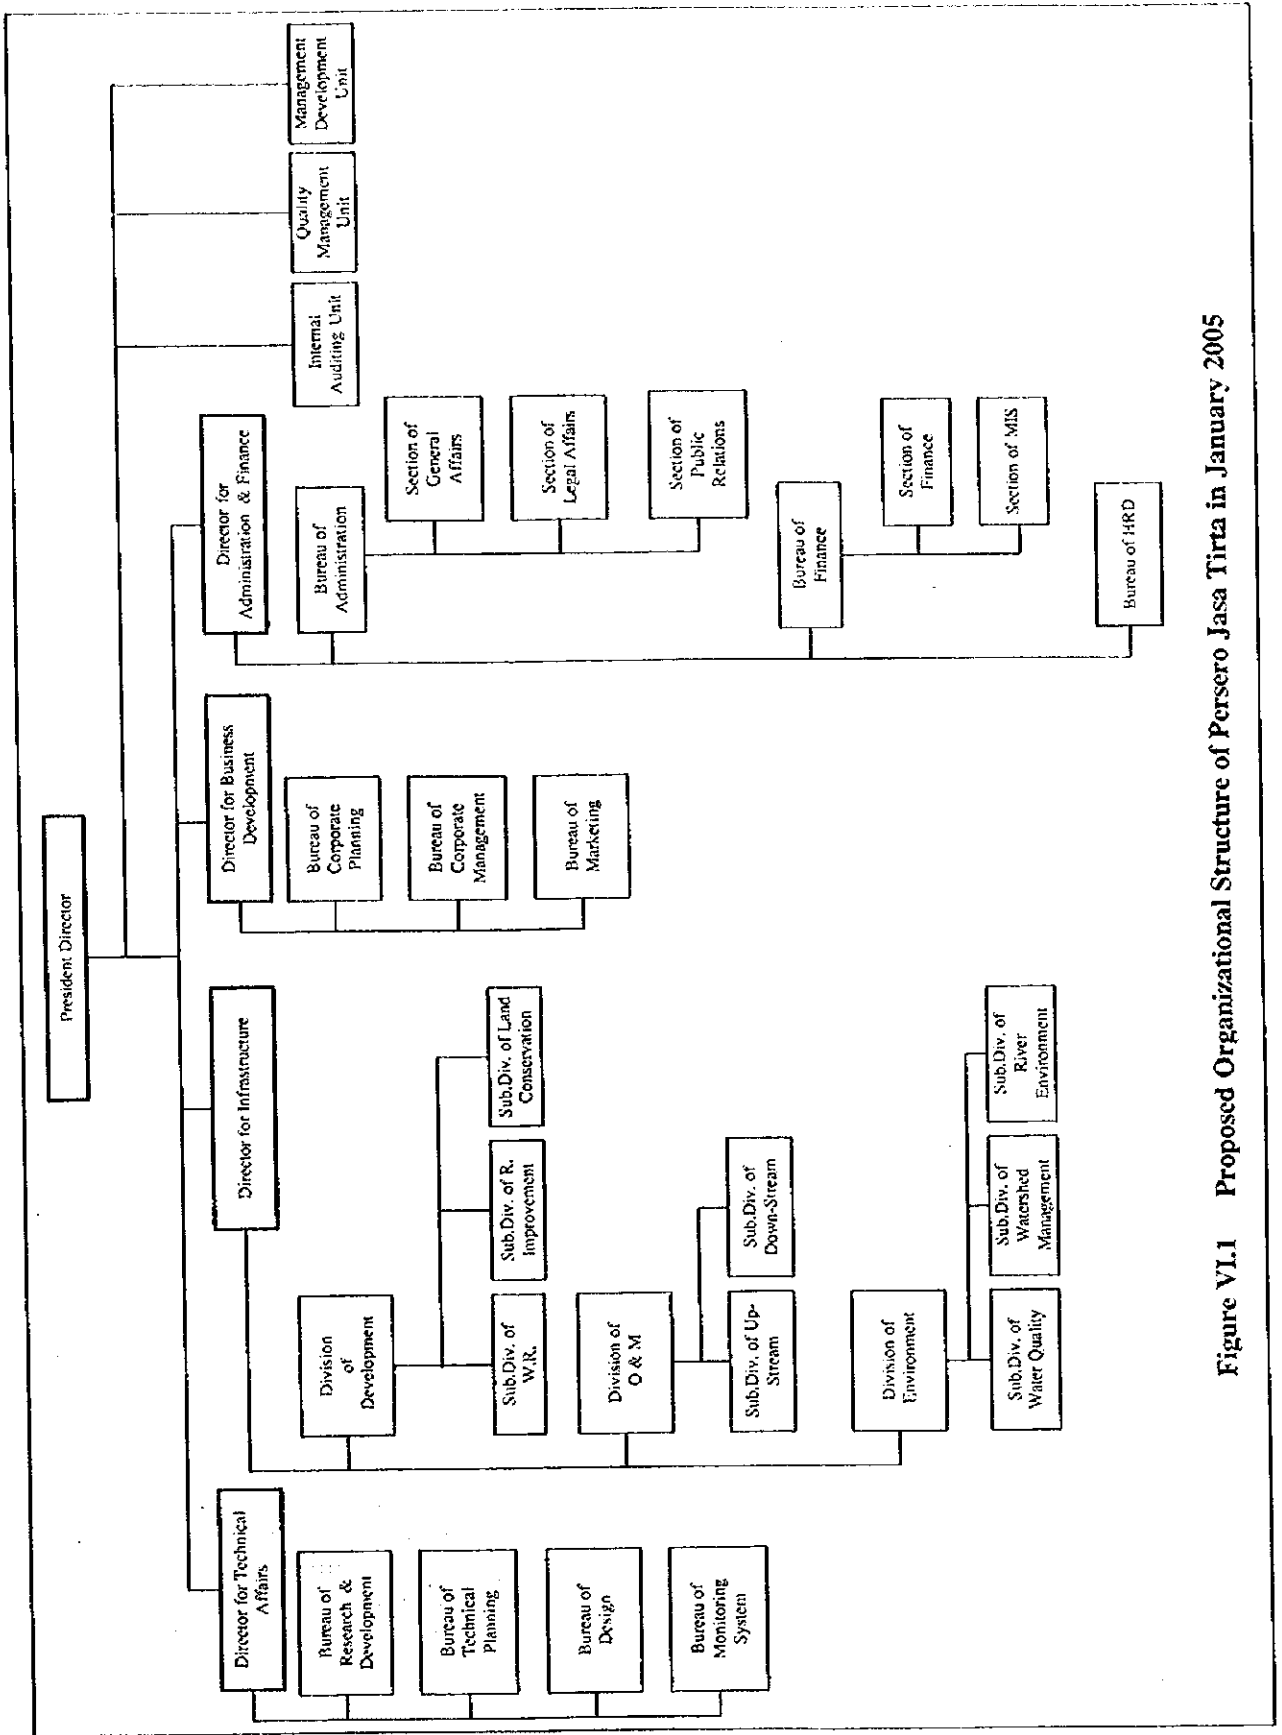 President Director
Management
Development
Unit
Quality
Management
Unit
Internal
Auditing Unit
Director for Technical
Affairs
Bureau of
Research &
Development
Bureau of
Technical
Planning
Bureau of
Design
Bureau of
Monitoring
System
Director for Infrastructure
Division
of
Development
Sub.Div. of
W.R.
Sub.Div. of R.
Improvement
Sub.Div. of Land
Conservation
Division of
O & M
Sub.Div. of Up-
Stream
Sub.Div. of
Down-Stream
Division of
Environment
Sub.Div. of
Water Quality
Sub.Div. of
Watershed
Management
Sub.Div. of
River
Environment
Director for Business
Development
Bureau of
Corporate
Planning
Bureau of
Corporate
Management
Bureau of
Marketing
Director for
Administration & Finance
Bureau of
Administration
Section of
General
Affairs
Section of
Legal Affairs
Section of
Public
Relations
Bureau of
Finance
Section of
Finance
Section of MIS
Bureau of HRD
Figure VI.1 Proposed Organizational Structure of Persero Jasa Tirta in January 2005